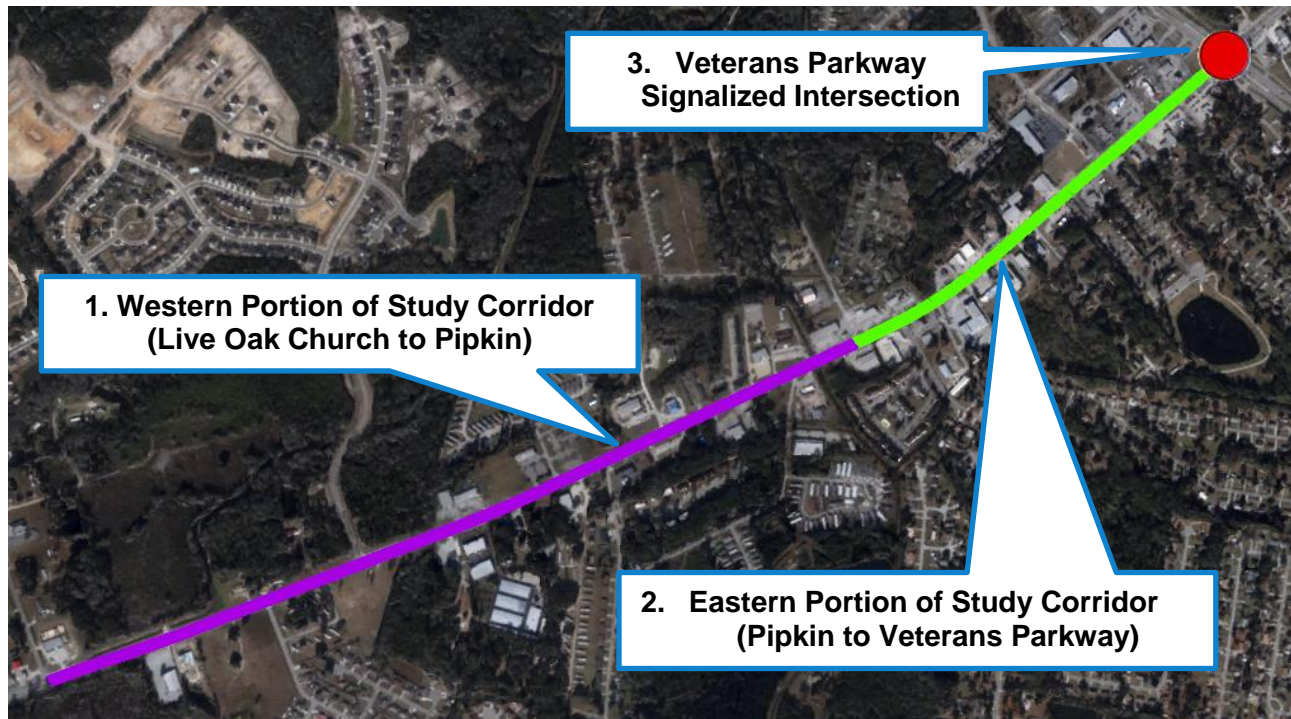 3. Veterans Parkway
Signalized Intersection
1. Western Portion of Study Corridor
(Live Oak Church to Pipkin)
2. Eastern Portion of Study Corridor
(Pipkin to Veterans Parkway)